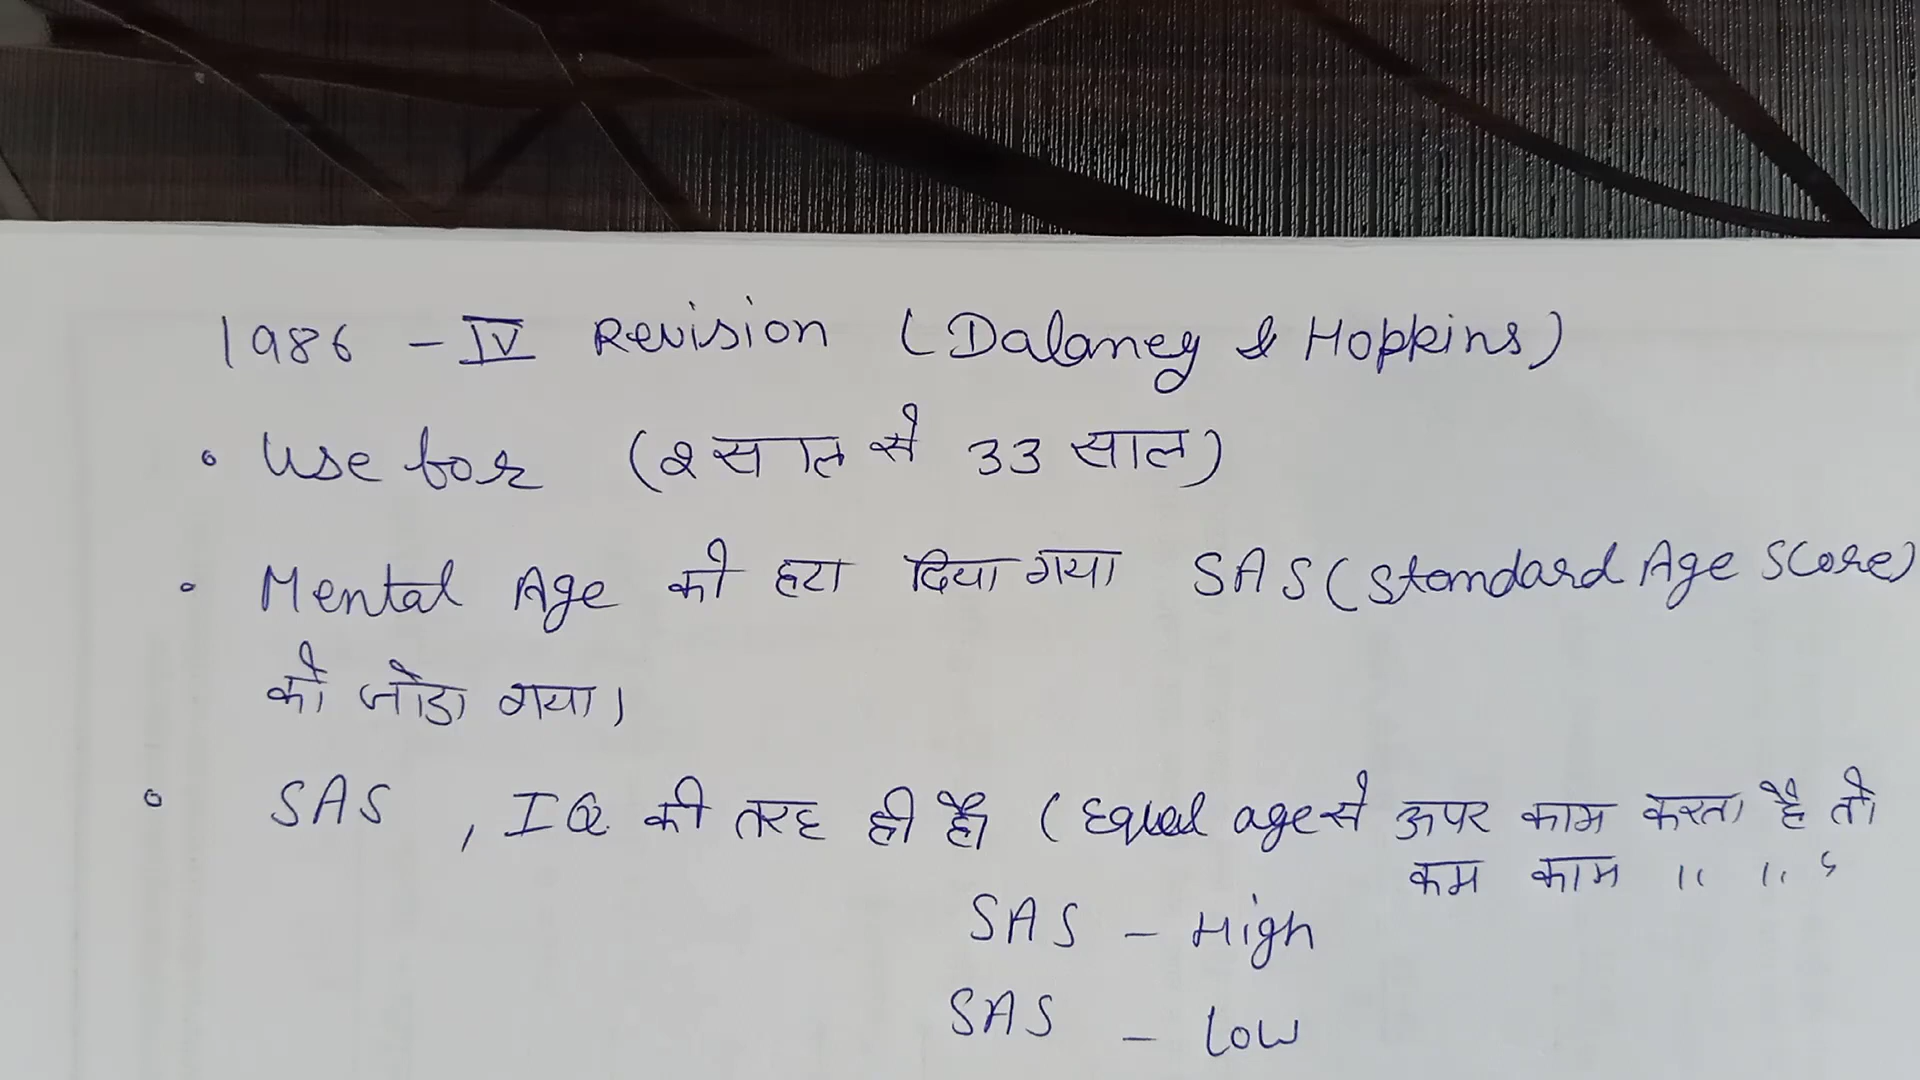 1986 - IV Revision (Dalaney & Hopkins)
• Use for (2 साल से 33 साल)
• Mental Age को हटा दिया गया SAS (Standard Age Score)
को जोडा गया।
• SAS, IQ की तरह ही है (Equal age से ऊपर काम करता है तो
कम काम 〃 〃 "
SAS - High
SAS - Low